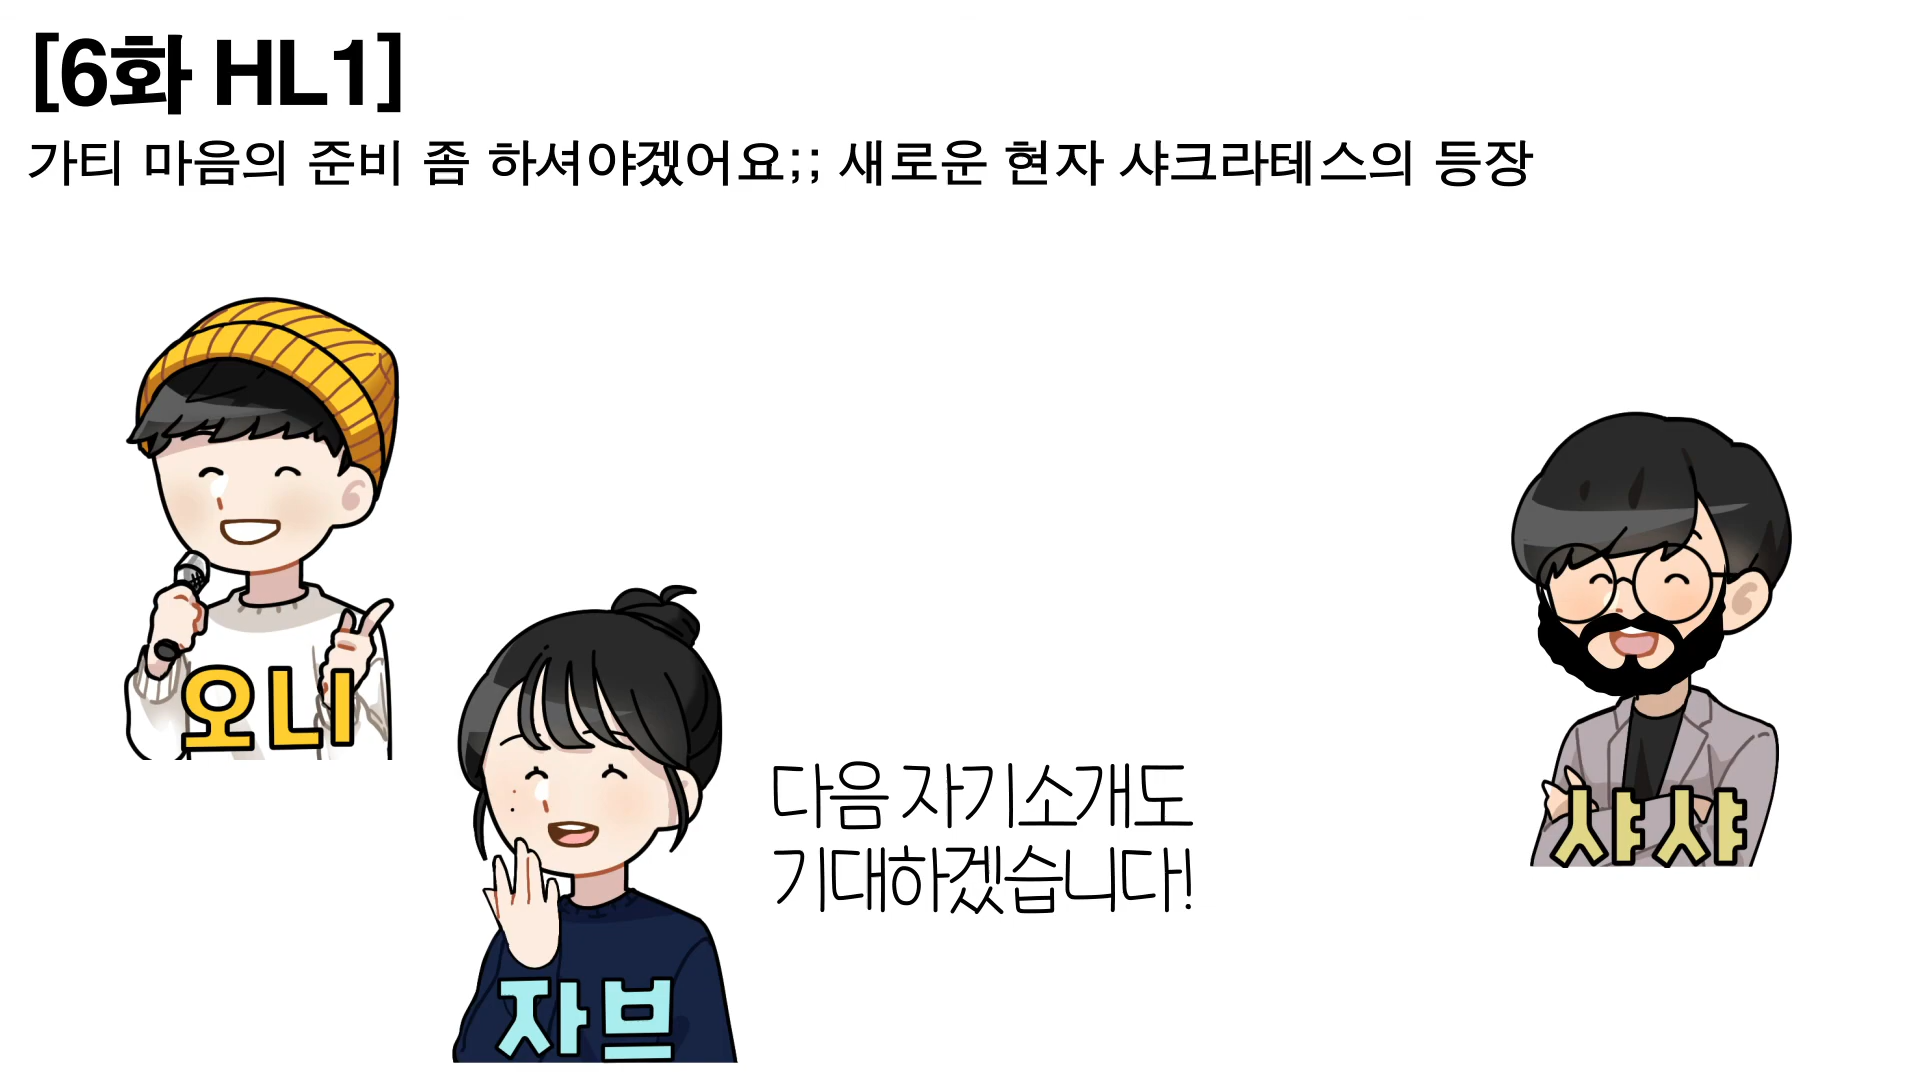 [6화 HL1]
가티 마음의 준비 좀 하셔야겠어요;; 새로운 현자 샤크라테스의 등장
오니
다음 자기소개도
기대하겠습니다!
샤샤
자브